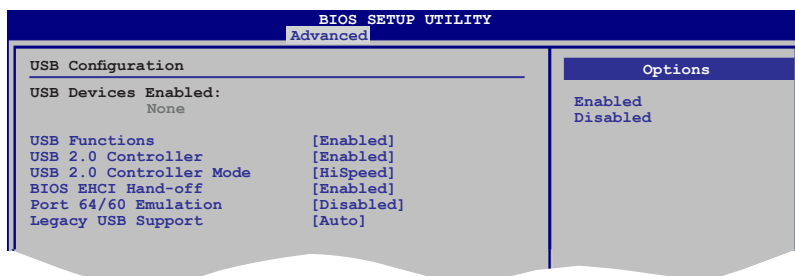 BIOS SETUP UTILITY
Advanced
USB Configuration
USB Devices Enabled:
None
USB Functions [Enabled]
USB 2.0 Controller [Enabled]
USB 2.0 Controller Mode [HiSpeed]
BIOS EHCI Hand-off [Enabled]
Port 64/60 Emulation [Disabled]
Legacy USB Support [Auto]
Options
Enabled
Disabled